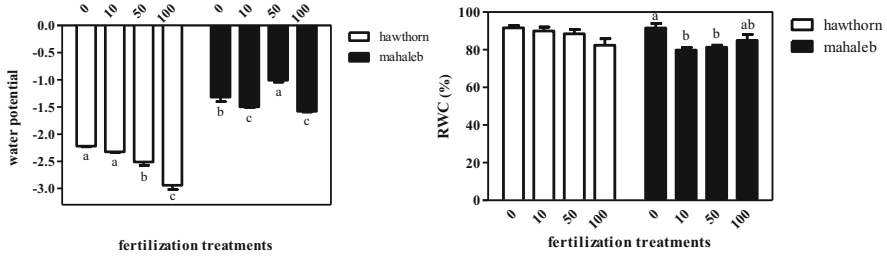 0 10 50 100 0 10 50 100
0.0
-0.5
-1.0
-1.5
-2.0
-2.5
-3.0
water potential
a a b c b c a c
hawthorn
mahaleb
fertilization treatments
100
80
60
40
20
0
RWC (%)
a b b ab
0 10 50 100 0 10 50 100
hawthorn
mahaleb
fertilization treatments